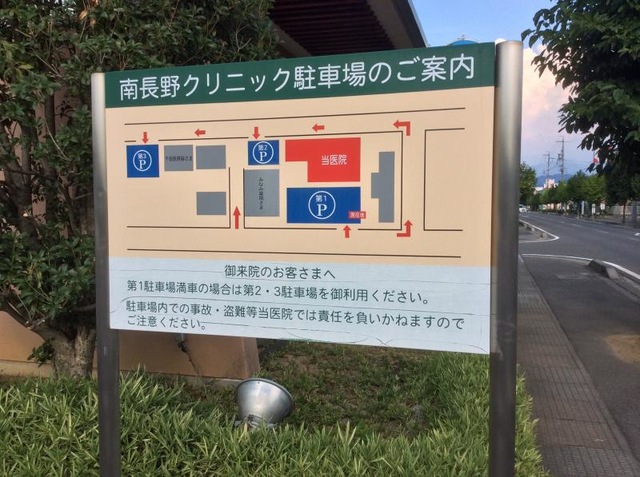 南長野クリニック駐車場のご案内
第3
P
第2
P
当医院
第1
P
現在地
御来院のお客さまへ
第1駐車場満車の場合は第2・3駐車場を御利用ください。
駐車場内での事故・盗難等当医院では責任を負いかねますので
ご注意ください。